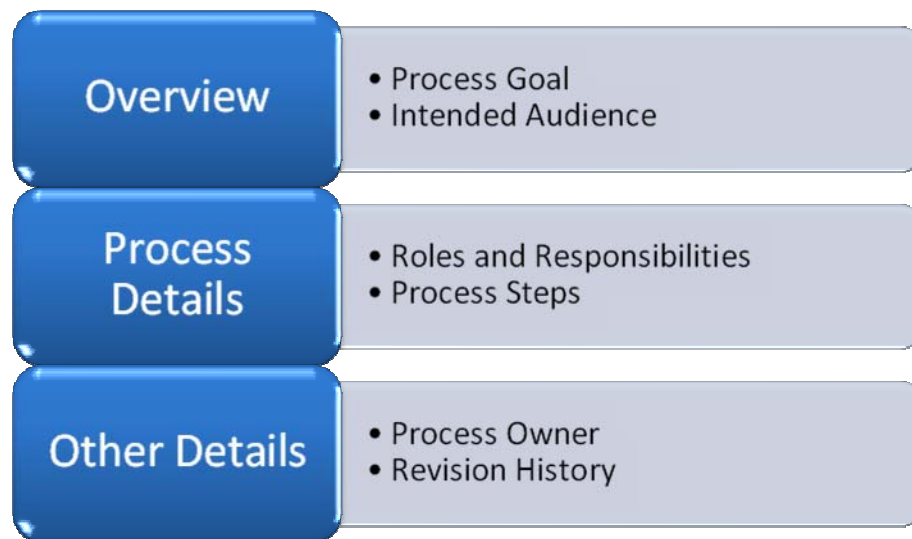 Overview
• Process Goal
• Intended Audience
Process
Details
• Roles and Responsibilities
• Process Steps
Other Details
• Process Owner
• Revision History